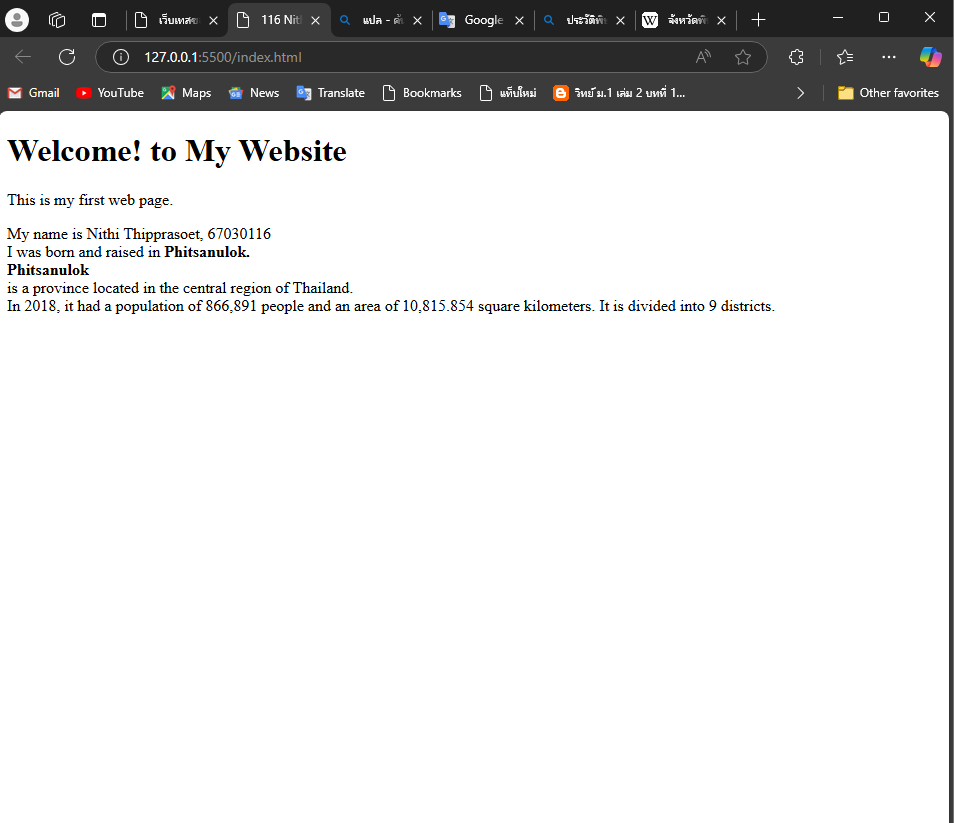 เว็บเทสข
116 Nit
แปล - ค้น
Google
ประวัติพิษ
จังหวัดพิษ
127.0.0.1:5500/index.html
Gmail
YouTube
Maps
News
Translate
Bookmarks
แท็บใหม่
วิทย์ ม.1 เล่ม 2 บทที่ 1...
Other favorites
Welcome! to My Website
This is my first web page.
My name is Nithi Thipprasoet, 67030116
I was born and raised in Phitsanulok.
Phitsanulok
is a province located in the central region of Thailand.
In 2018, it had a population of 866,891 people and an area of 10,815.854 square kilometers. It is divided into 9 districts.